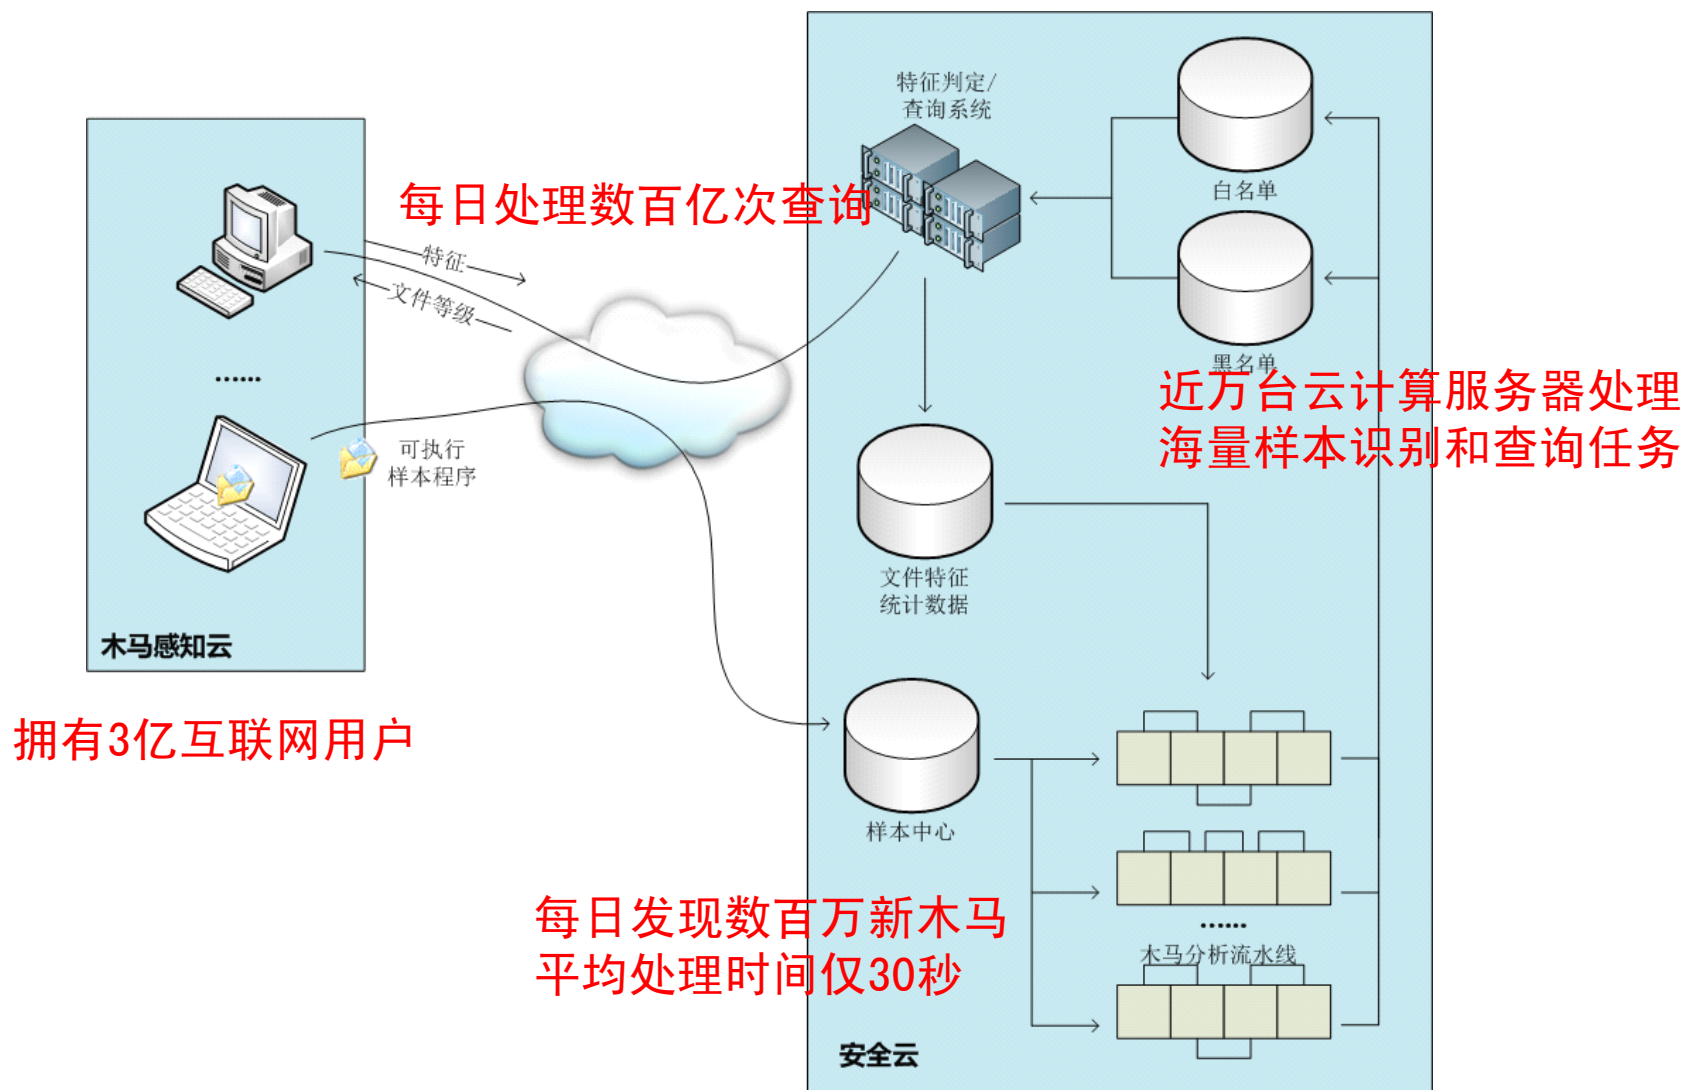 特征判定/
查询系统
白名单
每日处理数百亿次查询
特征
文件等级
黑名单
近万台云计算服务器处理
海量样本识别和查询任务
......
可执行
样本程序
文件特征
统计数据
木马感知云
拥有3亿互联网用户
样本中心
每日发现数百万新木马
平均处理时间仅30秒
......
木马分析流水线
安全云